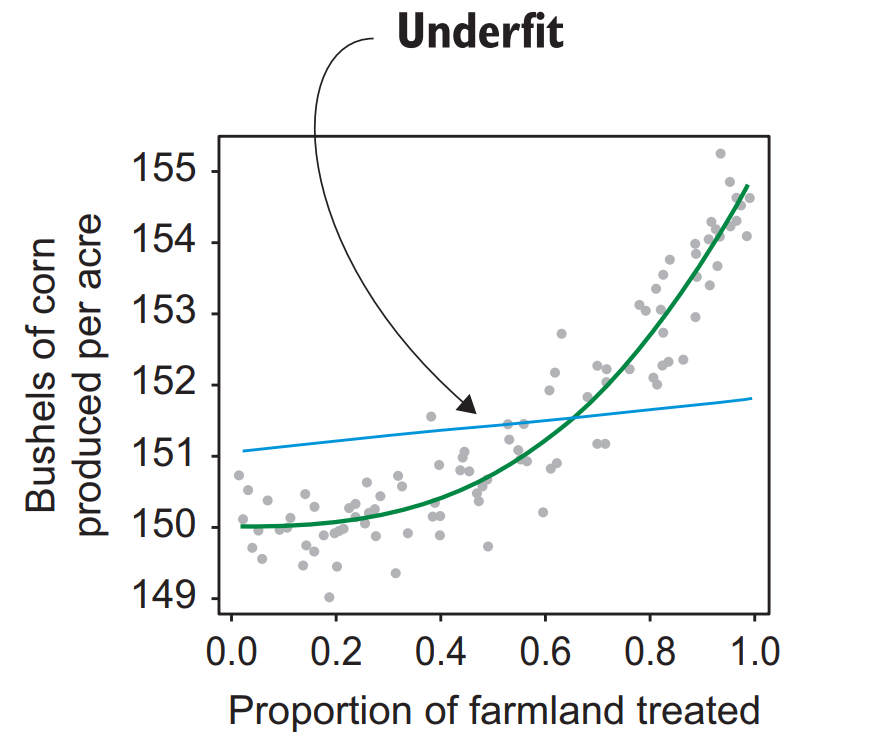 Underfit
155
154
153
152
151
150
149
Bushels of corn
produced per acre
0.0 0.2 0.4 0.6 0.8 1.0
Proportion of farmland treated